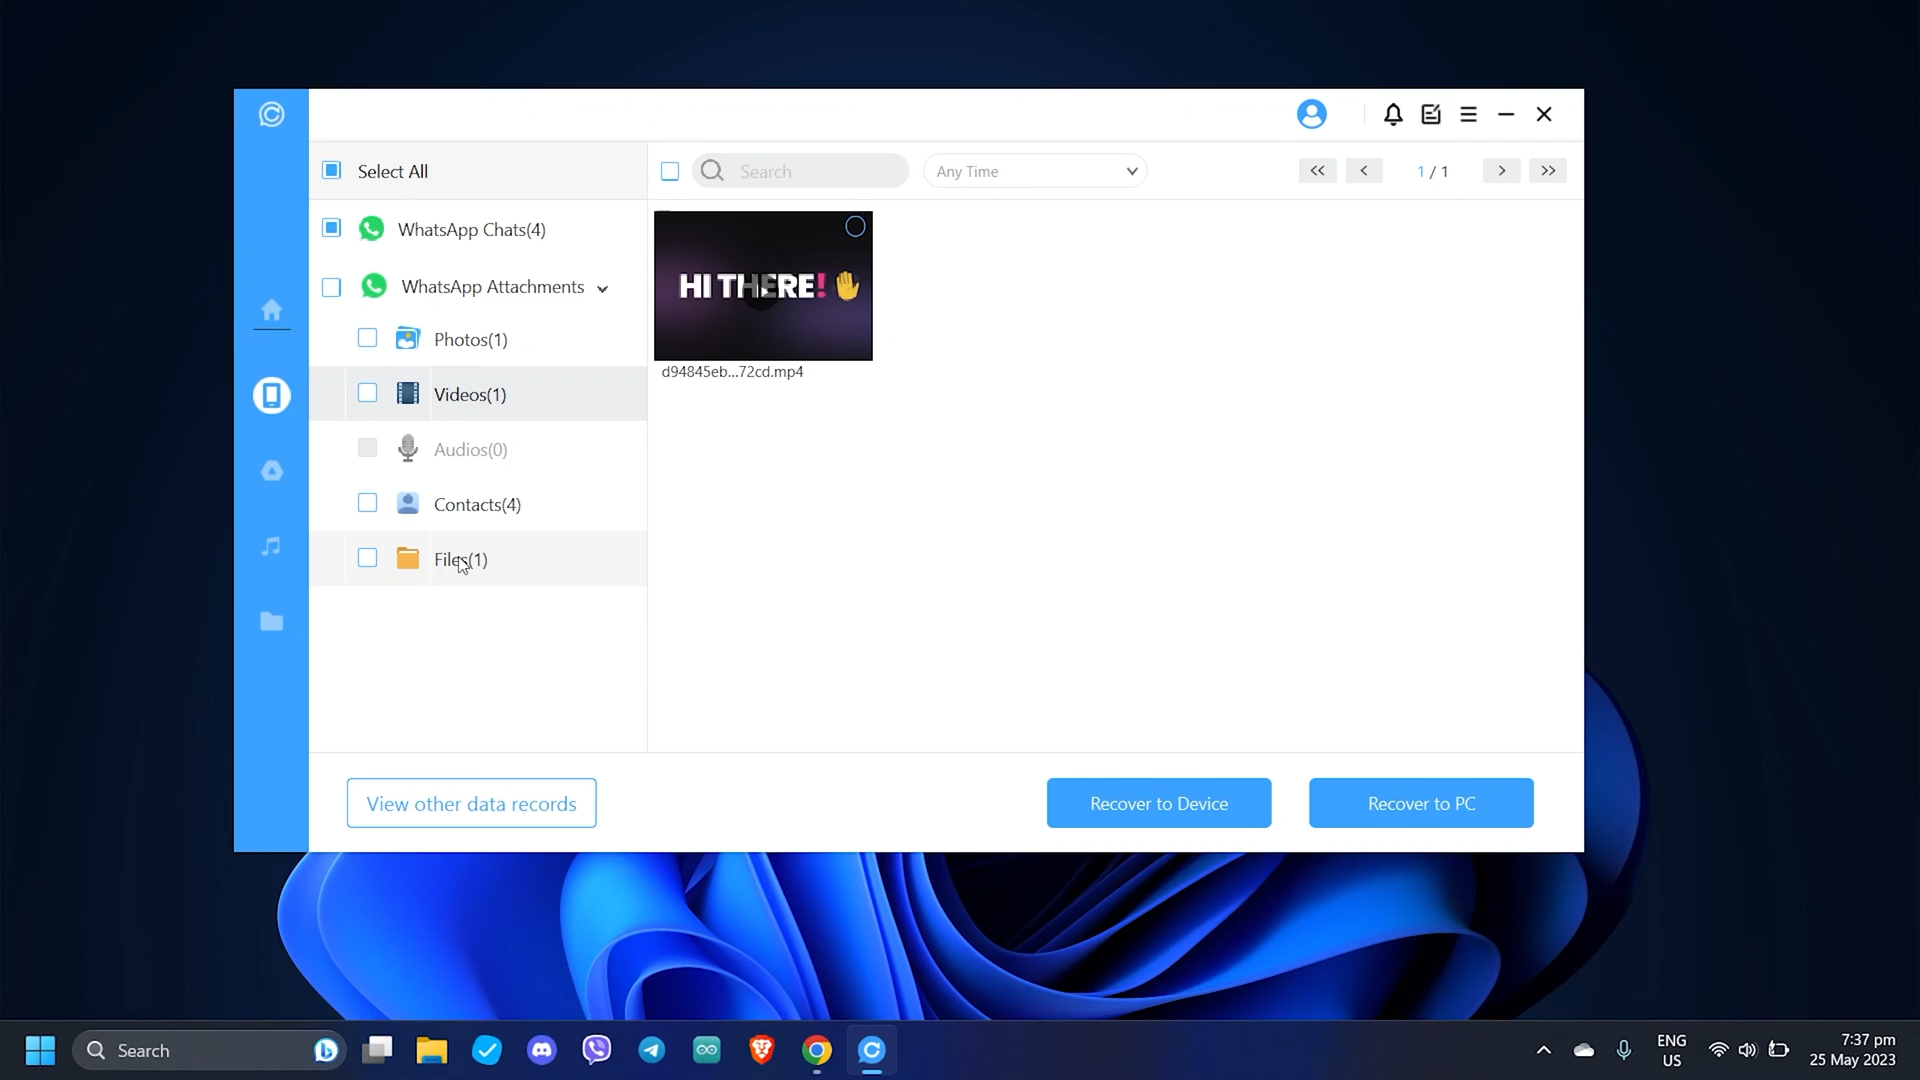 Select All
Search
Any Time
<<
<
1 / 1
>
>>
WhatsApp Chats(4)
WhatsApp Attachments
Photos(1)
Videos(1)
Audios(0)
Contacts(4)
Files(1)
HI THERE! 👋
d94845eb...72cd.mp4
View other data records
Recover to Device
Recover to PC
Search
ENG
US
7:37 pm
25 May 2023